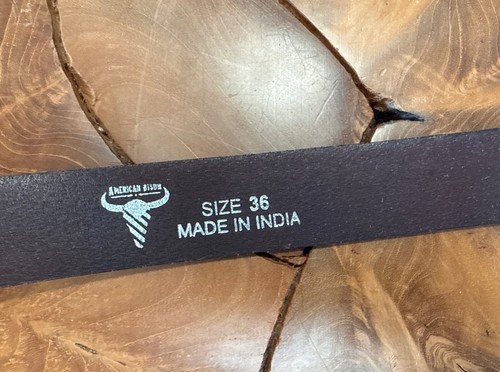 AMERICAN BISON
SIZE 36
MADE IN INDIA